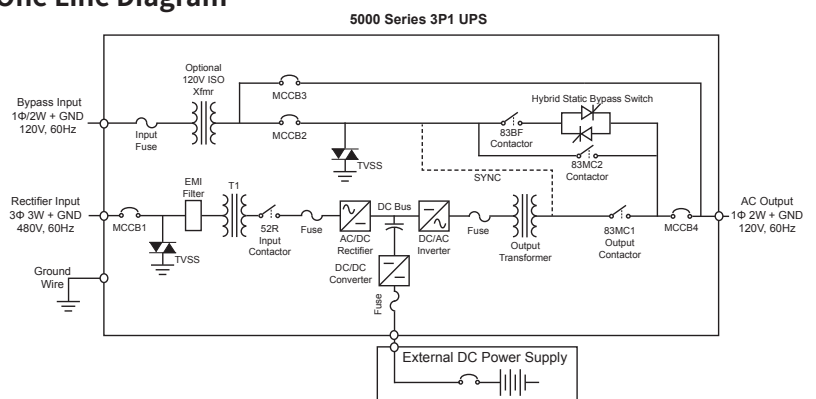 One Line Diagram
5000 Series 3P1 UPS
Optional
120V ISO
Xfmr
MCCB3
Hybrid Static Bypass Switch
Bypass Input
1Φ/2W + GND
120V, 60Hz
Input
Fuse
MCCB2
83BF
Contactor
TVSS
83MC2
Contactor
SYNC
Rectifier Input
3Φ 3W + GND
480V, 60Hz
MCCB1
EMI
Filter
T1
TVSS
52R
Input
Contactor
Fuse
AC/DC
Rectifier
DC Bus
DC/AC
Inverter
Fuse
Output
Transformer
83MC1
Output
Contactor
MCCB4
AC Output
1Φ 2W + GND
120V, 60Hz
DC/DC
Converter
Ground
Wire
Fuse
External DC Power Supply